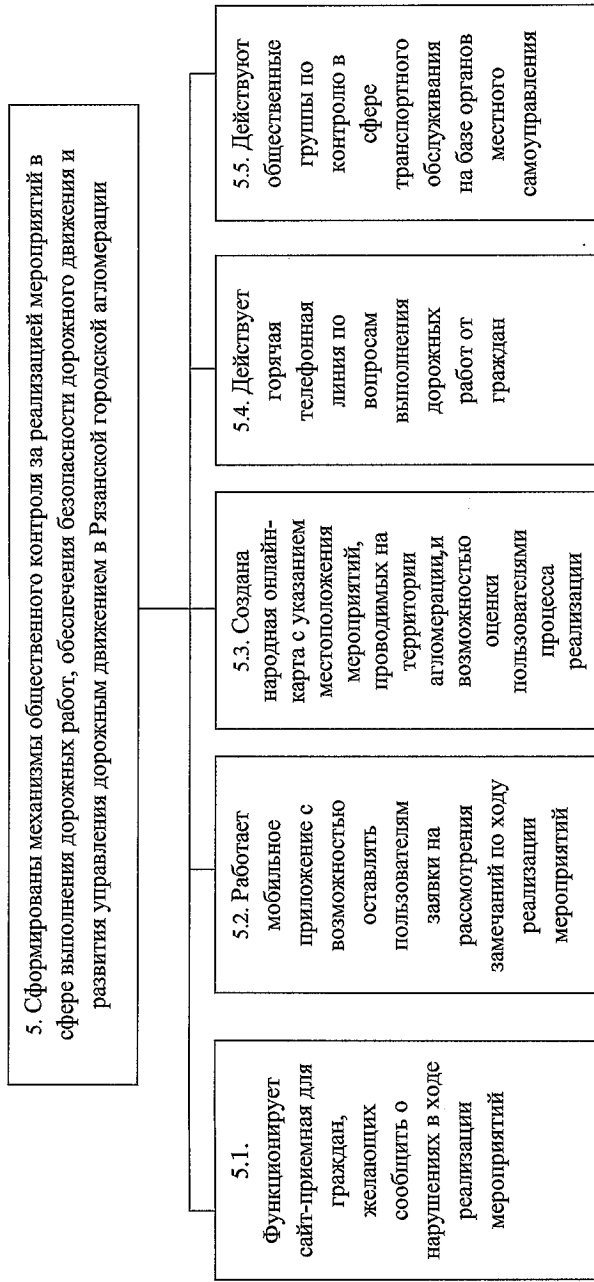 5. Сформированы механизмы общественного контроля за реализацией мероприятий в
сфере выполнения дорожных работ, обеспечения безопасности дорожного движения и
развития управления дорожным движением в Рязанской городской агломерации
5.1.
Функционирует
сайт-приемная для
граждан,
желающих
сообщить о
нарушениях в ходе
реализации
мероприятий
5.2. Работает
мобильное
приложение с
возможностью
оставлять
пользователям
заявки на
рассмотрения
замечаний по ходу
реализации
мероприятий
5.3. Создана
народная онлайн-
карта с указанием
местоположения
мероприятий,
проводимых на
территории
агломерации,и
возможностью
оценки
пользователями
процесса
реализации
5.4. Действует
горячая
телефонная
линия по
вопросам
выполнения
дорожных
работ от
граждан
5.5. Действуют
общественные
группы по
контролю в
сфере
транспортного
обслуживания
на базе органов
местного
самоуправления